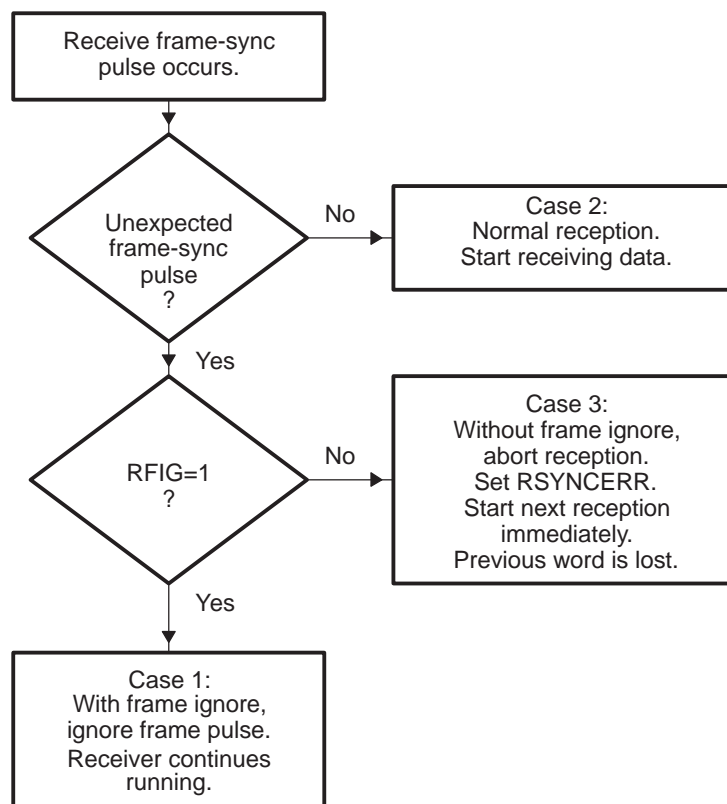 Receive frame-sync
pulse occurs.
Unexpected
frame-sync
pulse
?
No
Case 2:
Normal reception.
Start receiving data.
Yes
RFIG=1
?
No
Case 3:
Without frame ignore,
abort reception.
Set RSYNCERR.
Start next reception
immediately.
Previous word is lost.
Yes
Case 1:
With frame ignore,
ignore frame pulse.
Receiver continues
running.